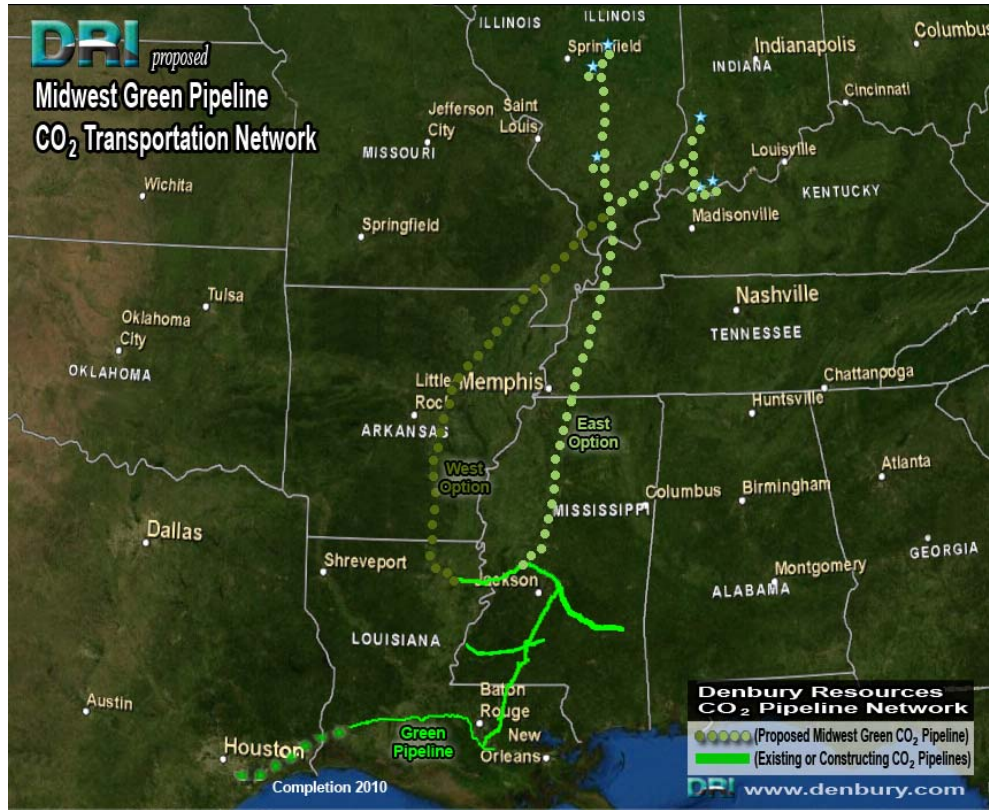 DRI proposed
Midwest Green Pipeline
CO₂ Transportation Network
ILLINOIS
ILLINOIS
Springfield
Indianapolis
INDIANA
Columbus
Cincinnati
Jefferson
City
Saint
Louis
MISSOURI
Louisville
KENTUCKY
Wichita
Springfield
Madisonville
Tulsa
Oklahoma
City
OKLAHOMA
Nashville
TENNESSEE
Little
Rock
Memphis
Chattanooga
Huntsville
ARKANSAS
East
Option
West
Option
Atlanta
Columbus
Birmingham
MISSISSIPPI
Dallas
GEORGIA
Shreveport
Jackson
Montgomery
ALABAMA
LOUISIANA
Austin
Baton
Rouge
New
Orleans
Green
Pipeline
Houston
Completion 2010
Denbury Resources
CO₂ Pipeline Network
(Proposed Midwest Green CO₂ Pipeline)
(Existing or Constructing CO₂ Pipelines)
DRI www.denbury.com